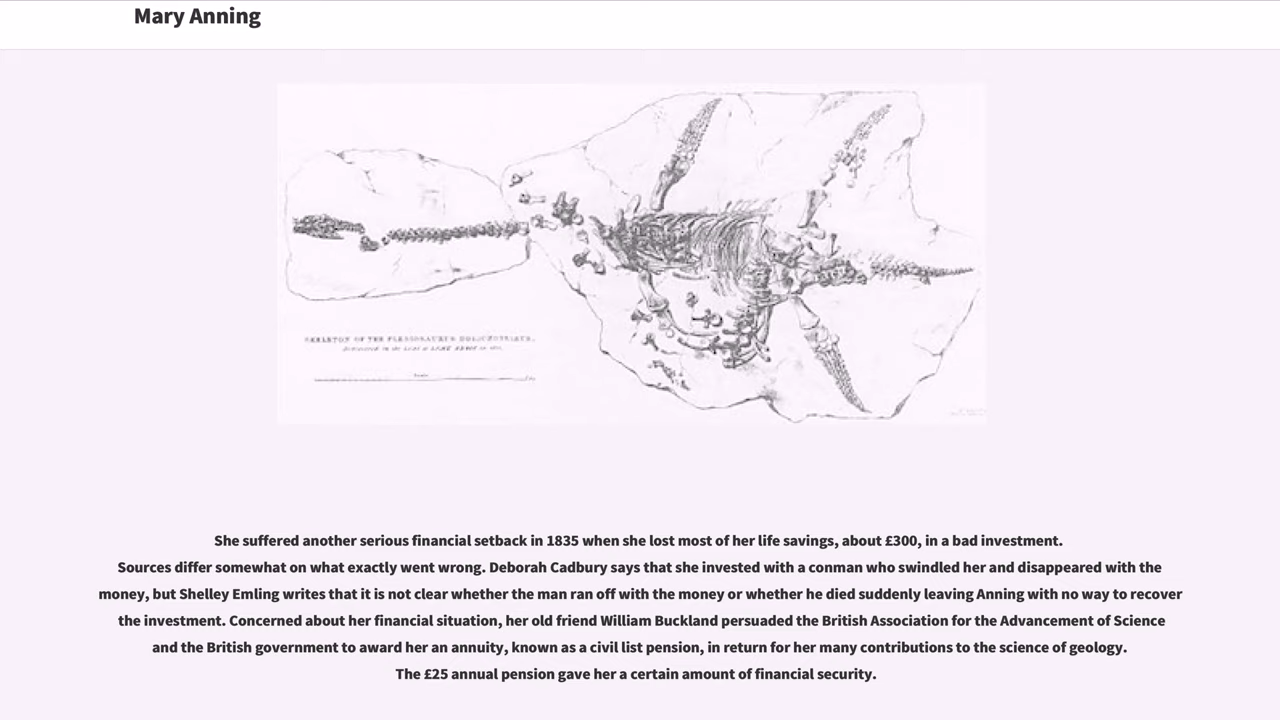 Mary Anning
SKELETON OF THE PLESIOSAURUS DOLICHODEIRUS,
She suffered another serious financial setback in 1835 when she lost most of her life savings, about £300, in a bad investment.
Sources differ somewhat on what exactly went wrong. Deborah Cadbury says that she invested with a conman who swindled her and disappeared with the
money, but Shelley Emling writes that it is not clear whether the man ran off with the money or whether he died suddenly leaving Anning with no way to recover
the investment. Concerned about her financial situation, her old friend William Buckland persuaded the British Association for the Advancement of Science
and the British government to award her an annuity, known as a civil list pension, in return for her many contributions to the science of geology.
The £25 annual pension gave her a certain amount of financial security.